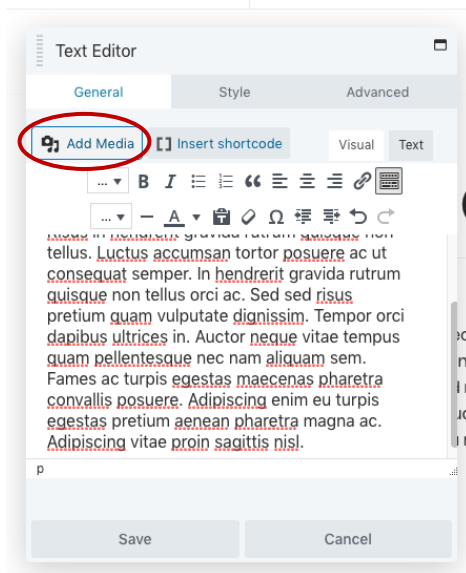 Text Editor
General Style Advanced
Add Media [] Insert shortcode Visual Text
... B I
... A Ω
tellus. Luctus accumsan tortor posuere ac ut
consequat semper. In hendrerit gravida rutrum
quisque non tellus orci ac. Sed sed risus
pretium quam vulputate dignissim. Tempor orci
dapibus ultrices in. Auctor neque vitae tempus
quam pellentesque nec nam aliquam sem.
Fames ac turpis egestas maecenas pharetra
convallis posuere. Adipiscing enim eu turpis
egestas pretium aenean pharetra magna ac.
Adipiscing vitae proin sagittis nisl.
p
Save Cancel